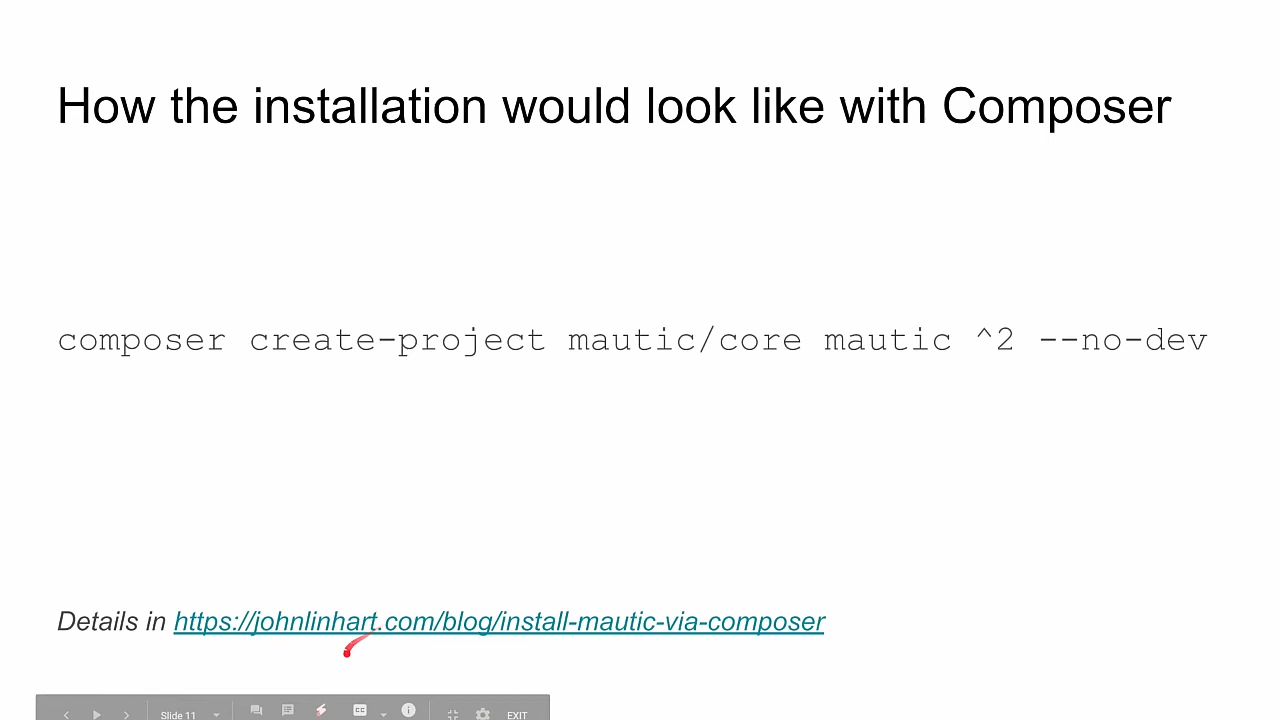 How the installation would look like with Composer
composer create-project mautic/core mautic ^2 --no-dev
Details in https://johnlinhart.com/blog/install-mautic-via-composer
Slide 11
CC
EXIT